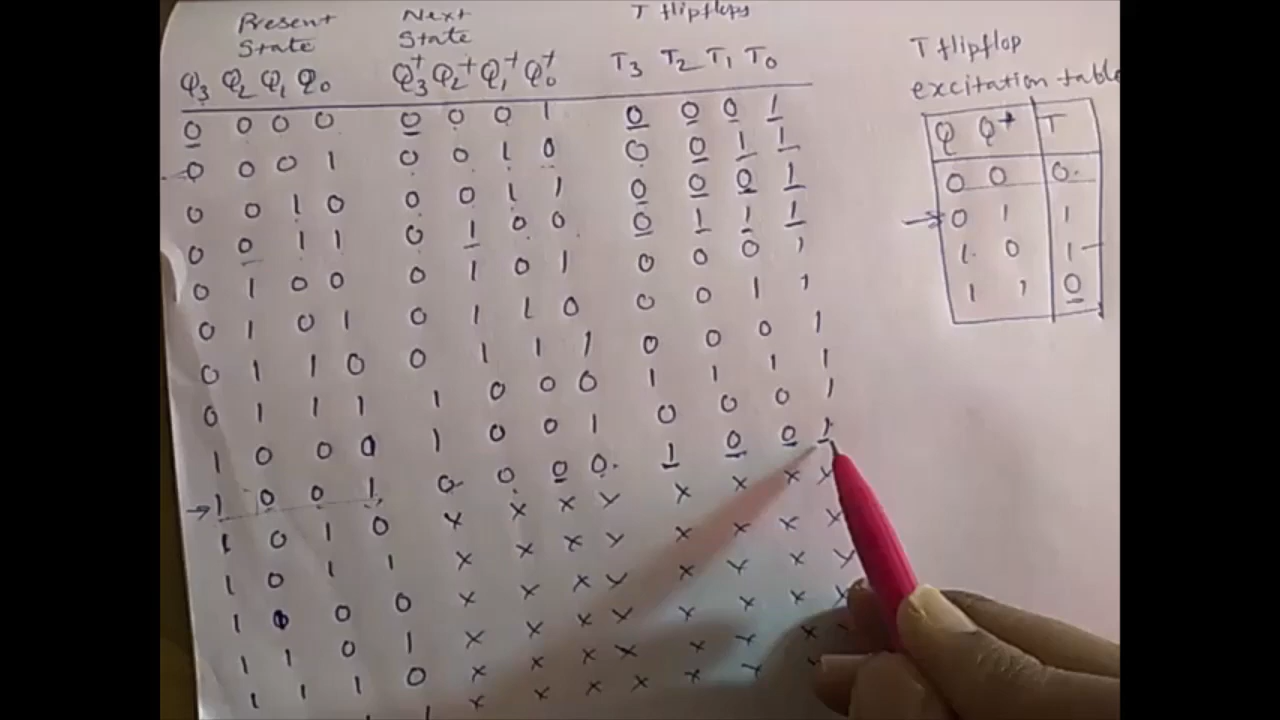 Present State Next State T flipflops
Q3 Q2 Q1 Q0 Q3+ Q2+ Q1+ Q0+ T3 T2 T1 T0
0 0 0 0 0 0 0 1 0 0 0 1
0 0 0 1 0 0 1 0 0 0 1 1
0 0 1 0 0 0 1 1 0 0 0 1
0 0 1 1 0 1 0 0 0 1 1 1
0 1 0 0 0 1 0 1 0 0 0 1
0 1 0 1 0 1 1 0 0 0 1 1
0 1 1 0 0 1 1 1 0 0 0 1
0 1 1 1 1 0 0 0 1 1 1 1
1 0 0 0 1 0 0 1 0 0 0 1
→ 1 0 0 1 0 0 0 0 1 0 0 1
1 0 1 0 x x x x x x x x
1 0 1 1 x x x x x x x x
1 1 0 0 x x x x x x x x
1 1 0 1 x x x x x x x x
1 1 1 0 x x x x x x x
T flipflop
excitation table
Q Q+ T
0 0 0
→ 0 1 1
1 0 1
1 1 0